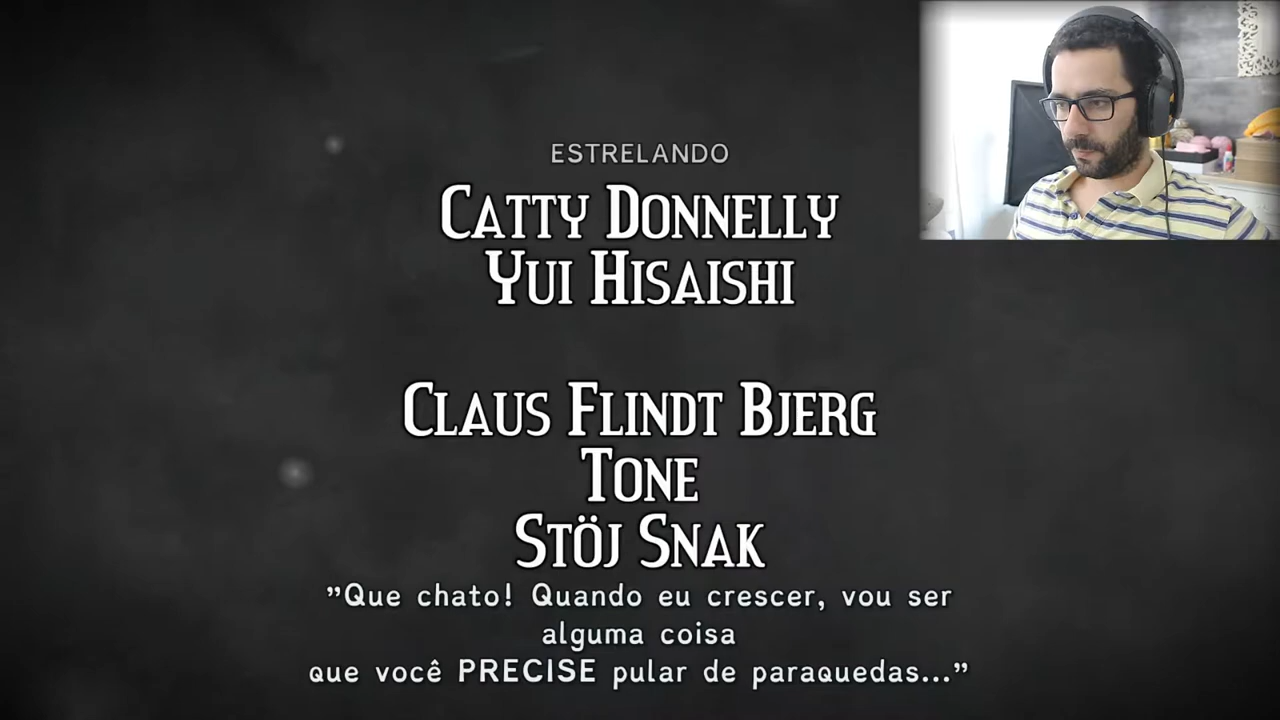 ESTRELANDO
CATTY DONNELLY
YUI HISAISHI
CLAUS FLINDT BJERG
TONE
STÖJ SNAK
”Que chato! Quando eu crescer, vou ser
alguma coisa
que você PRECISE pular de paraquedas...”